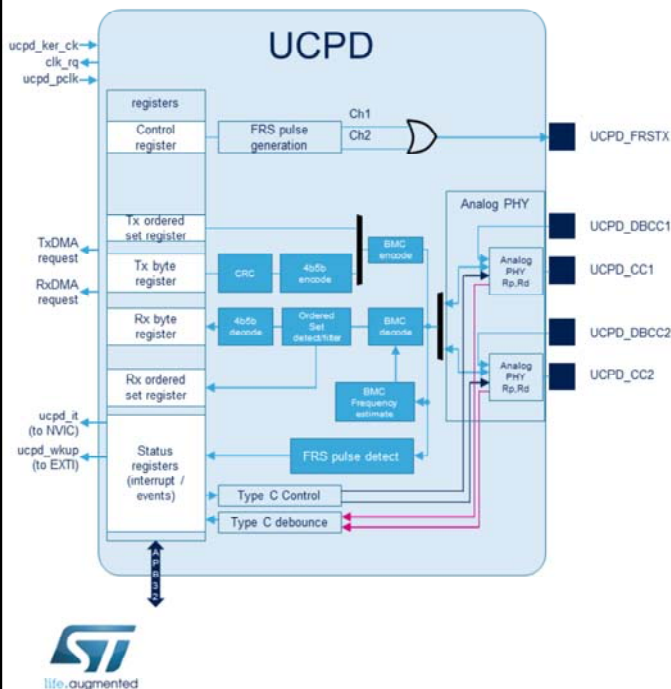 UCPD
ucpd_ker_ck
clk_rq
ucpd_pclk
registers
Control
register
FRS pulse
generation
Ch1
Ch2
UCPD_FRSTX
Analog PHY
Tx ordered
set register
TxDMA
request
Tx byte
register
CRC
4b5b
encode
BMC
encode
UCPD_DBCC1
Analog
PHY
Rp,Rd
UCPD_CC1
RxDMA
request
Rx byte
register
4b5b
decode
Ordered
Set
detect/filter
BMC
decode
UCPD_DBCC2
Analog
PHY
Rp,Rd
UCPD_CC2
Rx ordered
set register
BMC
Frequency
estimate
ucpd_it
(to NVIC)
ucpd_wkup
(to EXTI)
Status
registers
(interrupt /
events)
FRS pulse detect
Type C Control
Type C debounce
APB32
ST
life.augmented